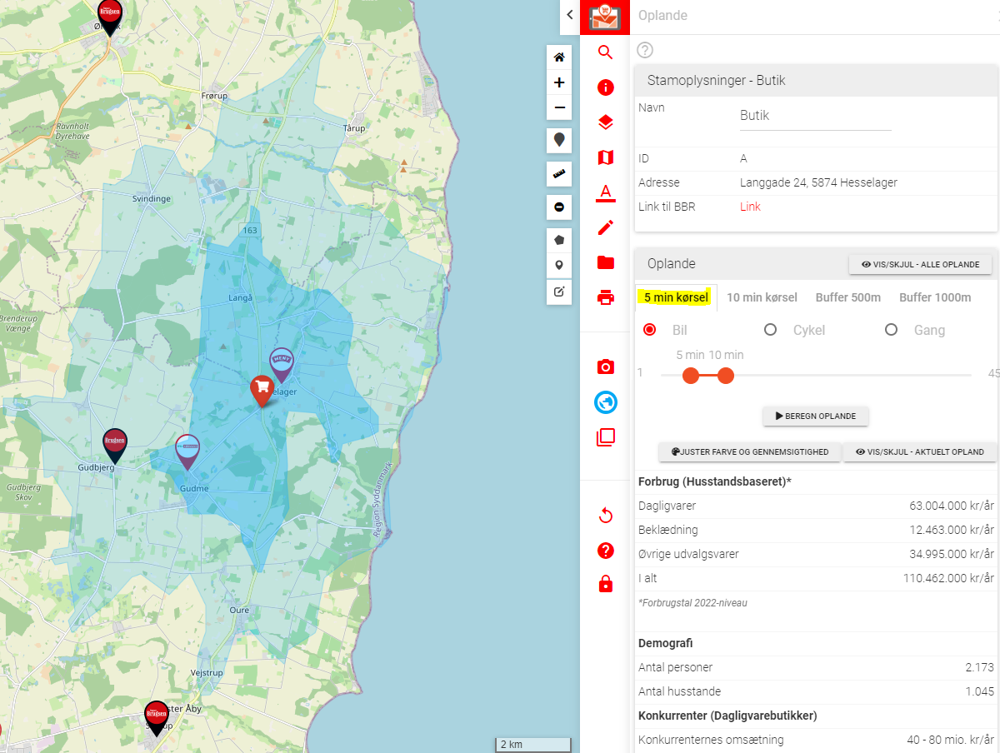 Brugsen
Frørup
Ravnholt
Dyrehave
Tårup
Svindinge
163
Langå
Brenderup
Vænge
MENY
elager
Brugsen
Gudbjerg
Gudbjerg
Skov
Gudme
Region Syddanmark
Oure
Vejstrup
Brugsen
ster Åby
up
2 km
Oplande
Stamoplysninger - Butik
Navn
Butik
ID
A
Adresse
Langgade 24, 5874 Hesselager
Link til BBR
Link
Oplande
VIS/SKJUL - ALLE OPLANDE
5 min kørsel
10 min kørsel
Buffer 500m
Buffer 1000m
Bil
Cykel
Gang
5 min 10 min
1
45
BEREGN OPLANDE
JUSTER FARVE OG GENNEMSIGTIGHED
VIS/SKJUL - AKTUELT OPLAND
Forbrug (Husstandsbaseret)*
Dagligvarer 63.004.000 kr/år
Beklædning 12.463.000 kr/år
Øvrige udvalgsvarer 34.995.000 kr/år
I alt 110.462.000 kr/år
*Forbrugstal 2022-niveau
Demografi
Antal personer 2.173
Antal husstande 1.045
Konkurrenter (Dagligvarebutikker)
Konkurrenternes omsætning 40 - 80 mio. kr/år